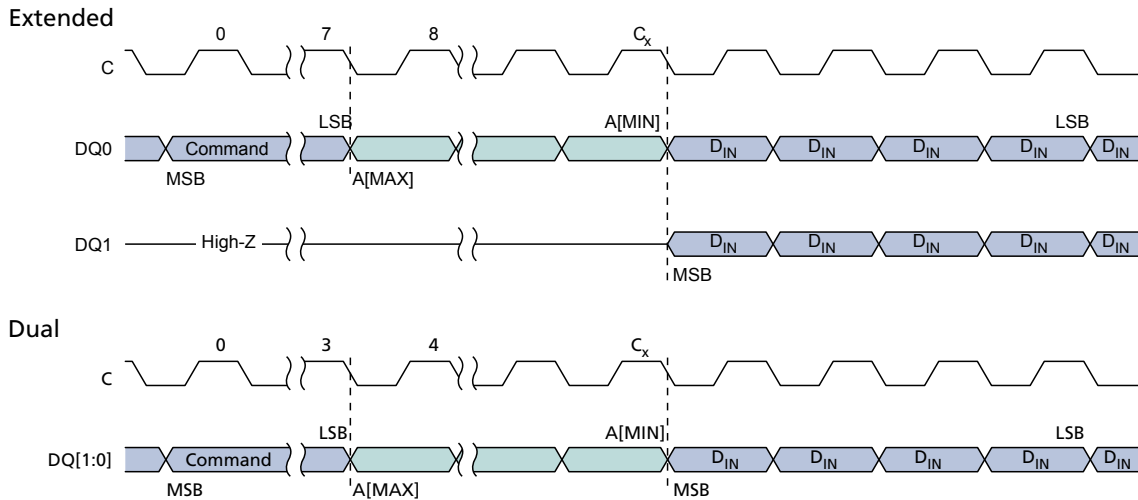 Extended
0 7 8 Cx
C
LSB A[MIN] LSB
DQ0 Command DIN DIN DIN DIN DIN
MSB A[MAX]
DQ1 High-Z DIN DIN DIN DIN DIN
MSB
Dual
0 3 4 Cx
C
LSB A[MIN] LSB
DQ[1:0] Command DIN DIN DIN DIN DIN
MSB A[MAX] MSB